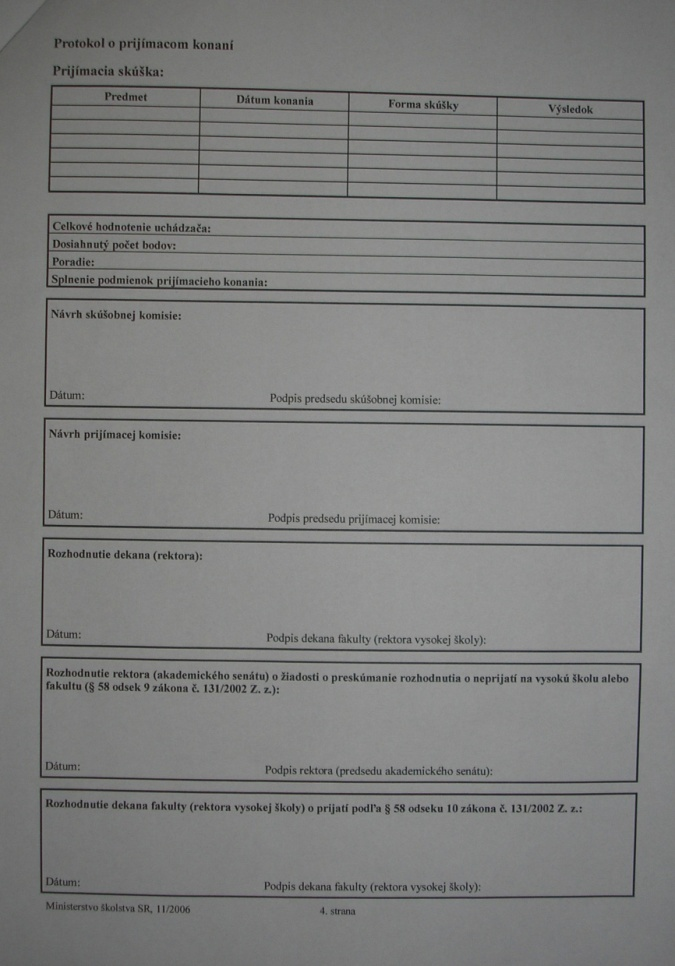 Protokol o prijímacom konaní
Prijímacia skúška:
Predmet Dátum konania Forma skúšky Výsledok
Celkové hodnotenie uchádzača:
Dosiahnutý počet bodov:
Poradie:
Splnenie podmienok prijímacieho konania:
Návrh skúšobnej komisie:
Dátum: Podpis predsedu skúšobnej komisie:
Návrh prijímacej komisie:
Dátum: Podpis predsedu prijímacej komisie:
Rozhodnutie dekana (rektora):
Dátum: Podpis dekana fakulty (rektora vysokej školy):
Rozhodnutie rektora (akademického senátu) o žiadosti o preskúmanie rozhodnutia o neprijatí na vysokú školu alebo
fakultu (§ 58 odsek 9 zákona č. 131/2002 Z. z.):
Dátum: Podpis rektora (predsedu akademického senátu):
Rozhodnutie dekana fakulty (rektora vysokej školy) o prijatí podľa § 58 odseku 10 zákona č. 131/2002 Z. z.:
Dátum: Podpis dekana fakulty (rektora vysokej školy):
Ministerstvo školstva SR, 11/2006 4. strana